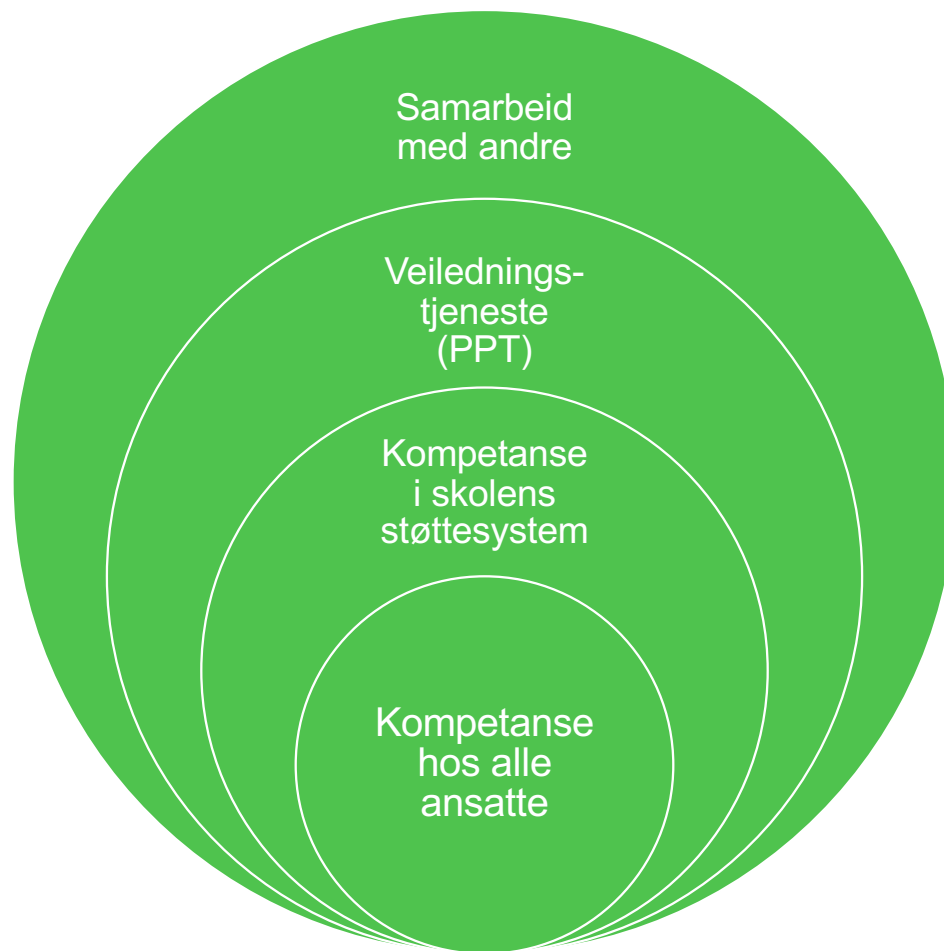 Samarbeid
med andre
Veilednings-
tjeneste
(PPT)
Kompetanse
i skolens
støttesystem
Kompetanse
hos alle
ansatte